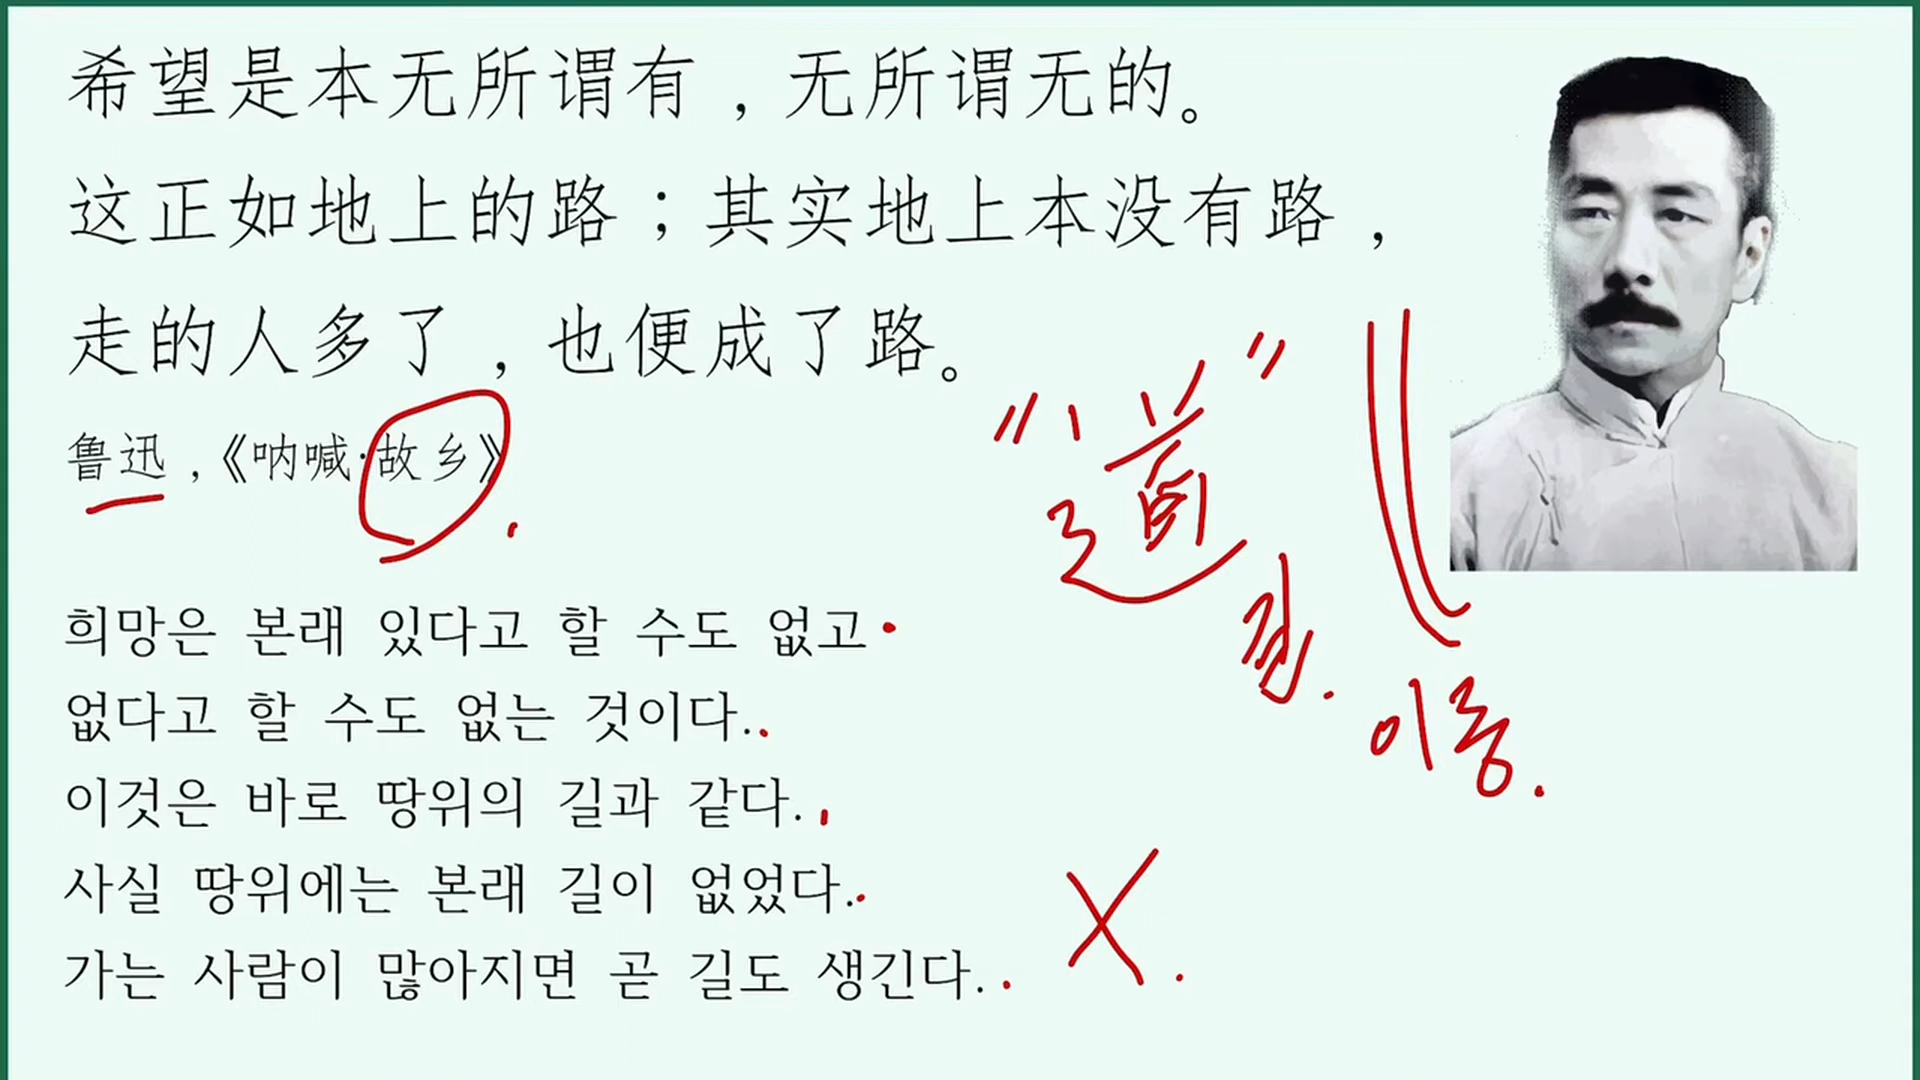 希望是本无所谓有，无所谓无的。
这正如地上的路；其实地上本没有路，
走的人多了，也便成了路。
鲁迅,《呐喊·故乡》
"道"
길.
이동.
희망은 본래 있다고 할 수도 없고
없다고 할 수도 없는 것이다.
이것은 바로 땅위의 길과 같다.
사실 땅위에는 본래 길이 없었다.
가는 사람이 많아지면 곧 길도 생긴다.